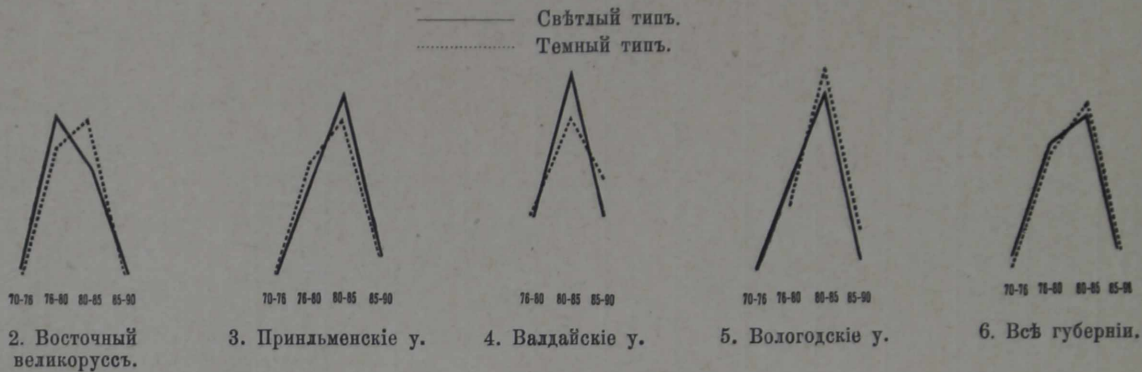 Свѣтлый типъ.
Темный типъ.
70-76 76-80 80-85 85-90
70-76 76-80 80-85 85-90
76-80 80-85 85-90
70-76 76-80 80-85 85-90
70-76 76-80 80-85 85-90
2. Восточный
великоруссъ.
3. Приильменскіе у.
4. Валдайскіе у.
5. Вологодскіе у.
6. Всѣ губерніи.